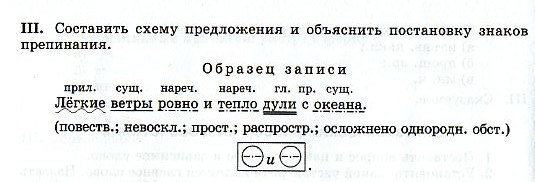 III. Составить схему предложения и объяснить постановку знаков
препинания.
Образец записи
прил. сущ. нареч. нареч. гл. пр. сущ.
Лёгкие ветры ровно и тепло дули с океана.
(повеств.; невоскл.; прост.; распростр.; осложнено однородн. обст.)
и